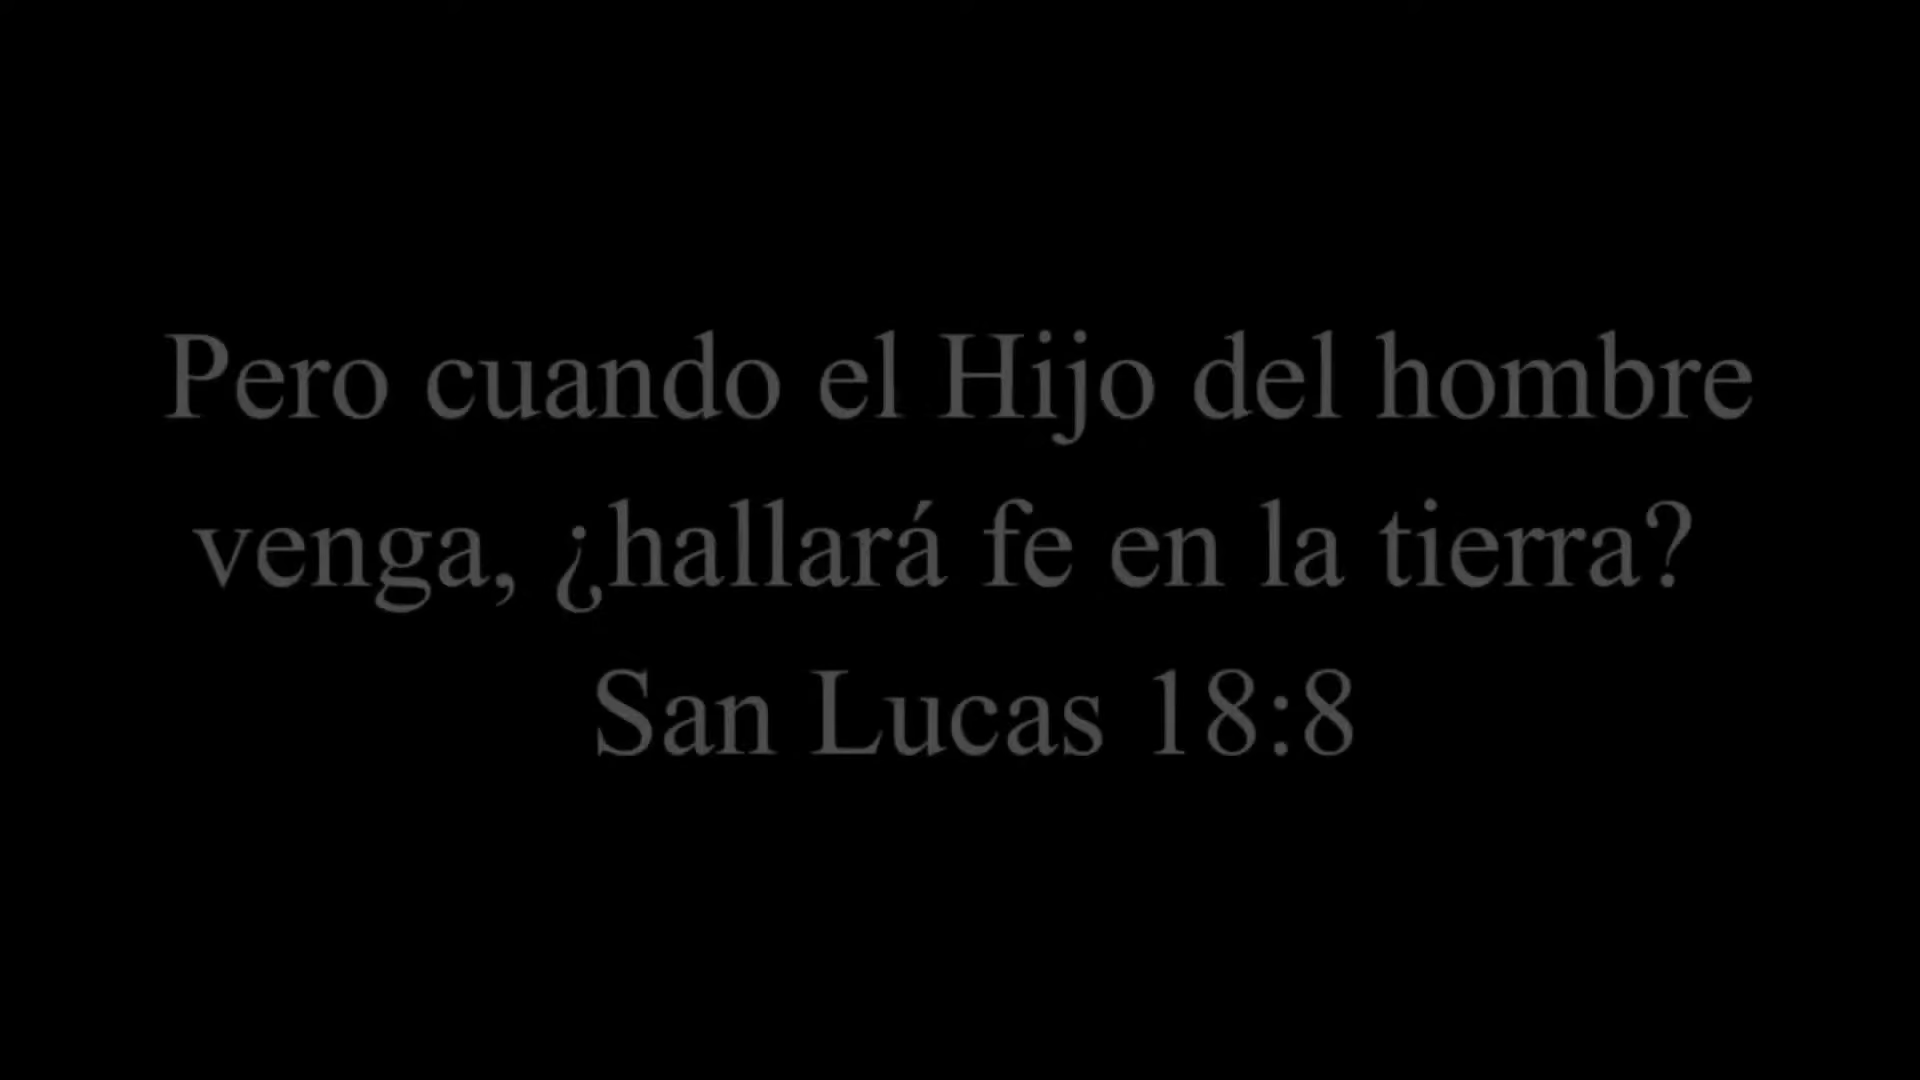 Pero cuando el Hijo del hombre
venga, ¿hallará fe en la tierra?
San Lucas 18:8